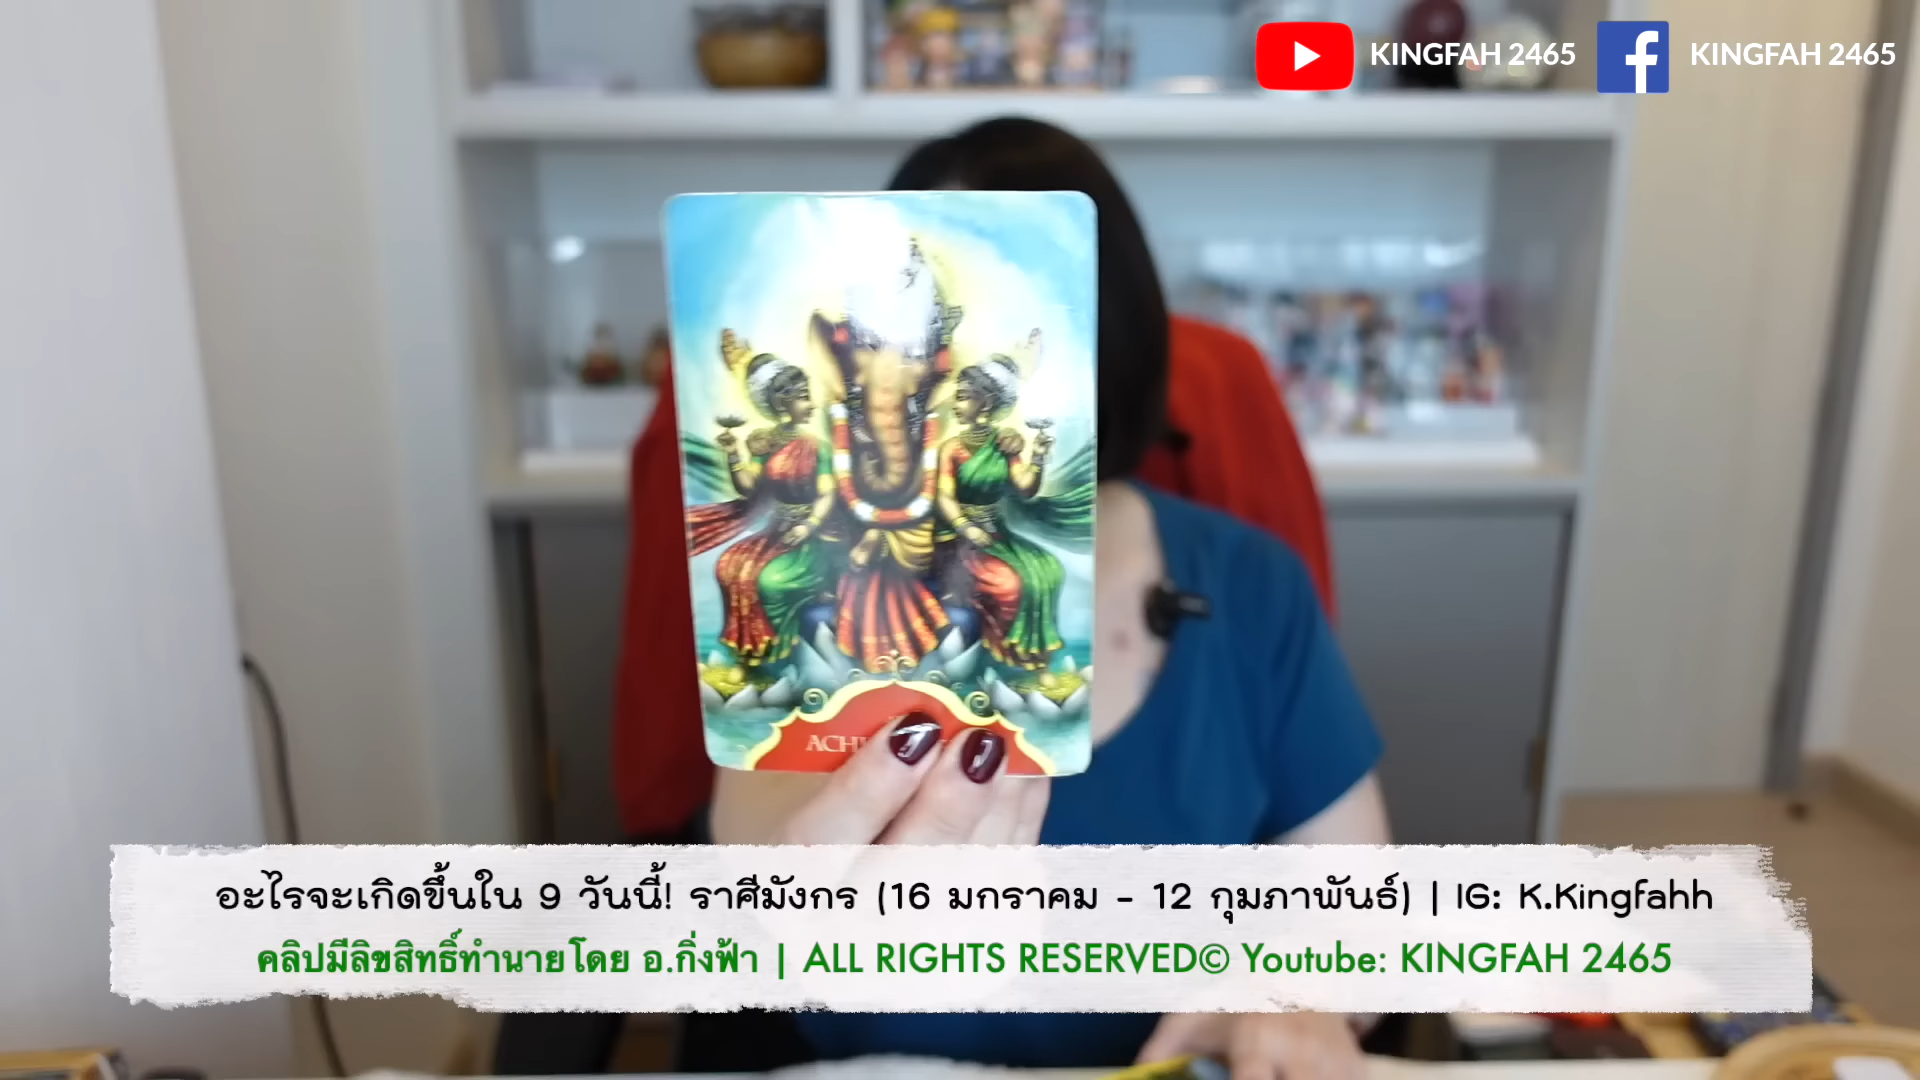 KINGFAH 2465
KINGFAH 2465
อะไรจะเกิดขึ้นใน 9 วันนี้! ราศีมังกร (16 มกราคม - 12 กุมภาพันธ์) | IG: K.Kingfahh
คลิปมีลิขสิทธิ์ทำนายโดย อ.กิ่งฟ้า | ALL RIGHTS RESERVED© Youtube: KINGFAH 2465